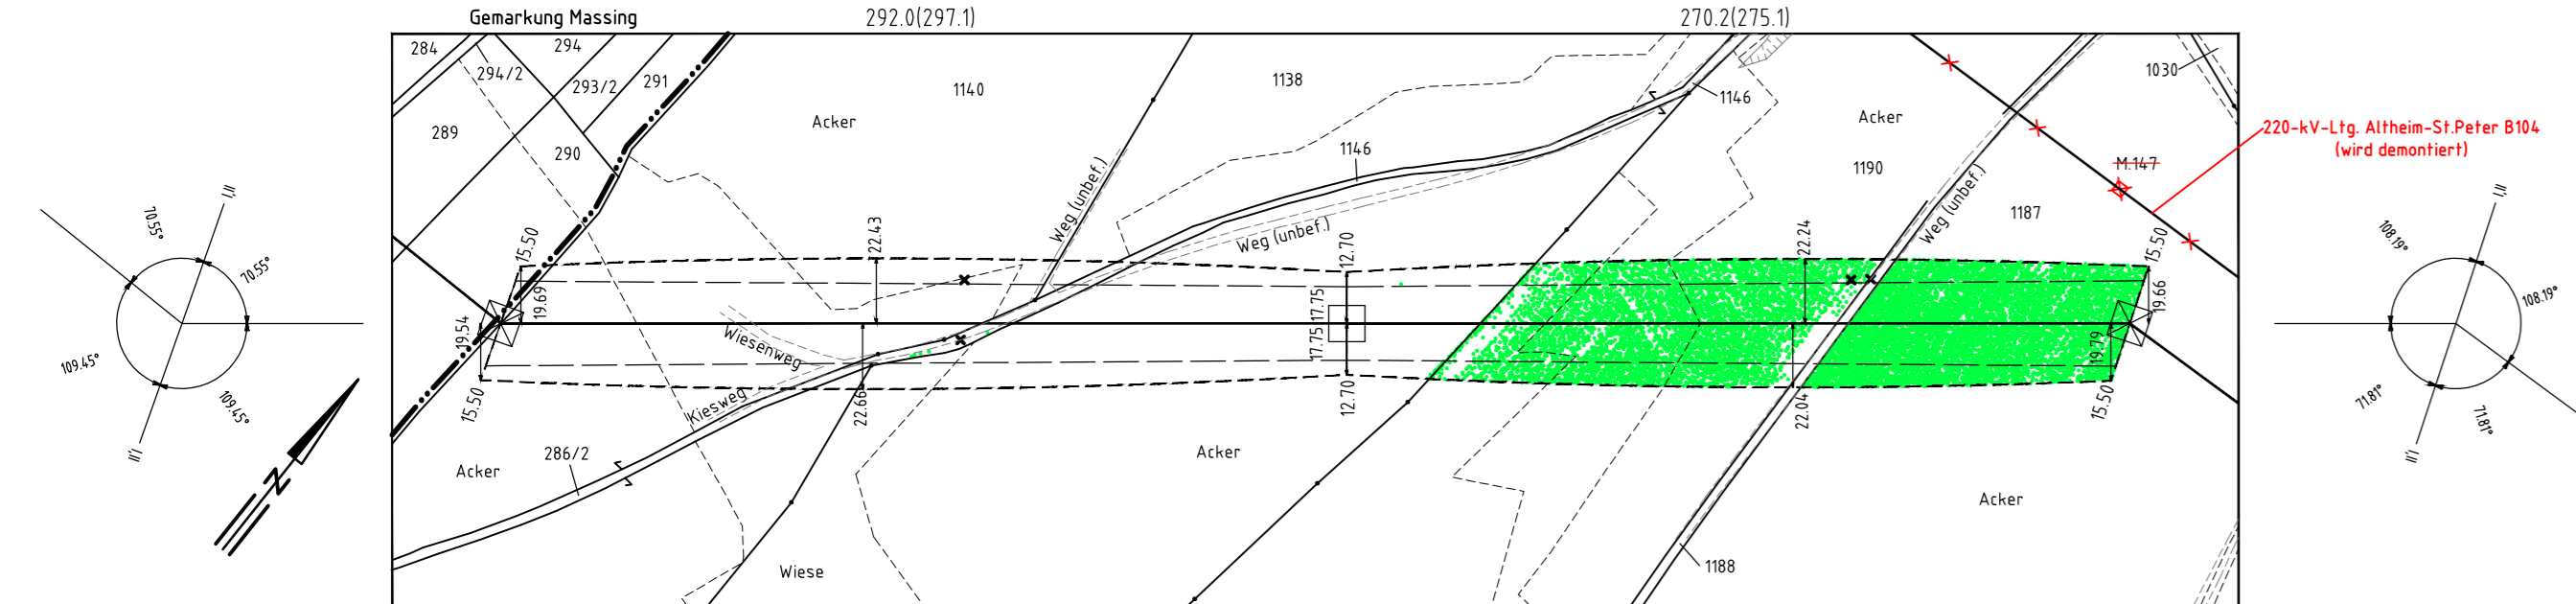 Gemarkung Massing
292.0(297.1)
270.2(275.1)
284
294
294/2
293/2
291
289
290
1140
Acker
1138
1146
1146
Acker
1190
1030
220-kV-Ltg. Altheim-St.Peter B104
(wird demontiert)
M.147
1187
Weg (unbef.)
Weg (unbef.)
Weg (unbef.)
I,II
70.55°
70.55°
109.45°
109.45°
II'I
N
15.50
19.69
19.54
15.50
22.43
22.66
12.70
17.75
17.75
12.70
22.24
22.04
15.50
19.66
19.79
15.50
Wiesenweg
Kiesweg
I,II
108.19°
108.19°
71.81°
71.81°
II'I
Acker
286/2
Acker
Acker
Wiese
1188